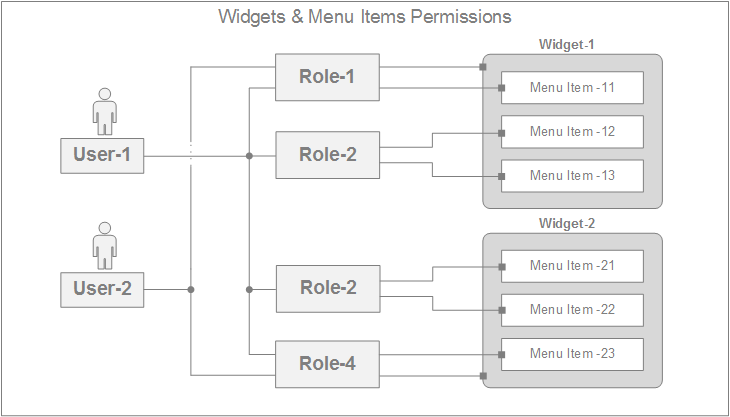 Widgets & Menu Items Permissions
Widget-1
Role-1
Menu Item -11
User-1
Role-2
Menu Item -12
Menu Item -13
Widget-2
User-2
Role-2
Menu Item -21
Menu Item -22
Role-4
Menu Item -23